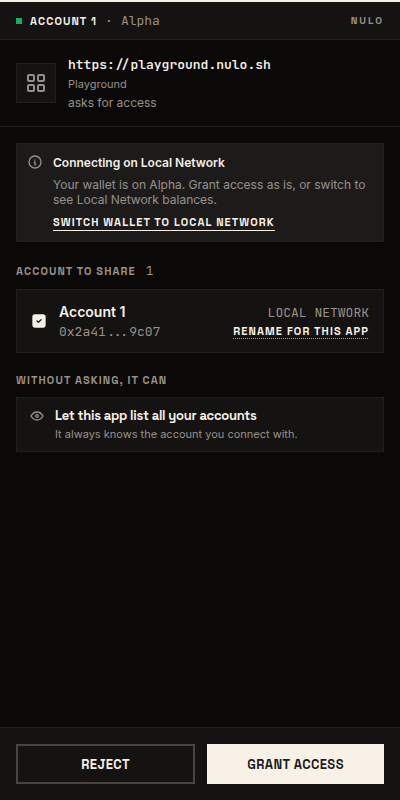 ACCOUNT 1 · Alpha
NULO
https://playground.nulo.sh
Playground
asks for access
Connecting on Local Network
Your wallet is on Alpha. Grant access as is, or switch to
see Local Network balances.
SWITCH WALLET TO LOCAL NETWORK
ACCOUNT TO SHARE 1
Account 1
LOCAL NETWORK
0x2a41...9c07
RENAME FOR THIS APP
WITHOUT ASKING, IT CAN
Let this app list all your accounts
It always knows the account you connect with.
REJECT
GRANT ACCESS